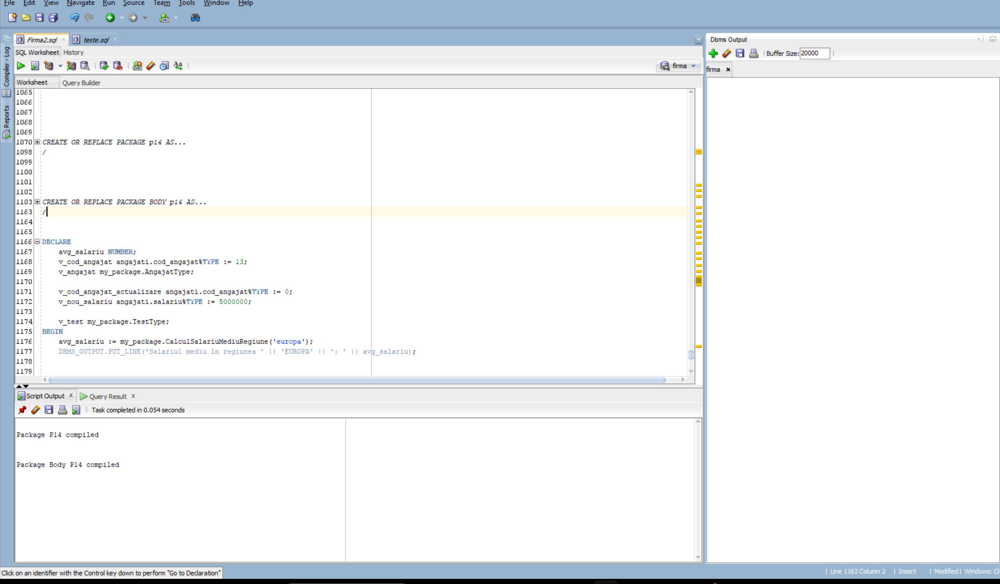 File Edit View Navigate Run Source Team Tools Window Help
Firma2.sql teste.sql
SQL Worksheet History
firma
Worksheet Query Builder
Compiler - Log
Reports
1065
1066
1067
1068
1069
1070 CREATE OR REPLACE PACKAGE p14 AS...
1098 /
1099
1100
1101
1102
1103 CREATE OR REPLACE PACKAGE BODY p14 AS...
1163 /
1164
1165
1166 DECLARE
1167 avg_salariu NUMBER;
1168 v_cod_angajat angajati.cod_angajat%TYPE := 13;
1169 v_angajat my_package.AngajatType;
1170
1171 v_cod_angajat_actualizare angajati.cod_angajat%TYPE := 0;
1172 v_nou_salariu angajati.salariu%TYPE := 5000000;
1173
1174 v_test my_package.TestType;
1175 BEGIN
1176 avg_salariu := my_package.CalculSalariuMediuRegiune('europa');
1177 DBMS_OUTPUT.PUT_LINE('Salariul mediu în regiunea ' || 'EUROPA' || ': ' || avg_salariu);
1178
1179
Script Output x Query Result x
Task completed in 0.054 seconds
Package P14 compiled
Package Body P14 compiled
Dbms Output
Buffer Size: 20000
firma
Click on an identifier with the Control key down to perform "Go to Declaration"
| Line 1163 Column 2 | Insert | Modified | Windows: